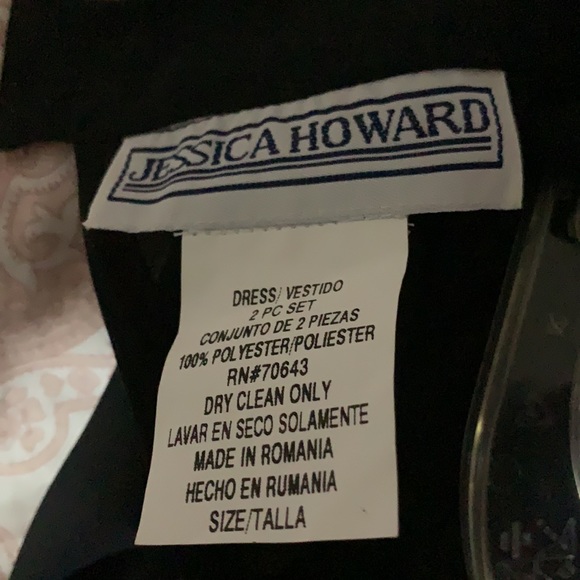 JESSICA HOWARD
DRESS/ VESTIDO
2 PC SET
CONJUNTO DE 2 PIEZAS
100% POLYESTER/POLIESTER
RN#70643
DRY CLEAN ONLY
LAVAR EN SECO SOLAMENTE
MADE IN ROMANIA
HECHO EN RUMANIA
SIZE/TALLA